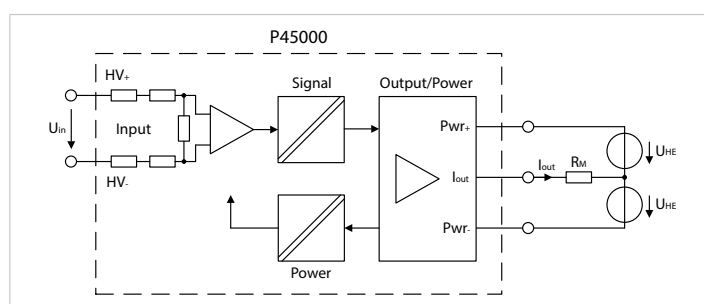 P45000
HV+
Signal
Output/Power
Uin
Input
Pwr+
Iout
Iout
RM
UHE
HV-
UHE
Pwr-
Power